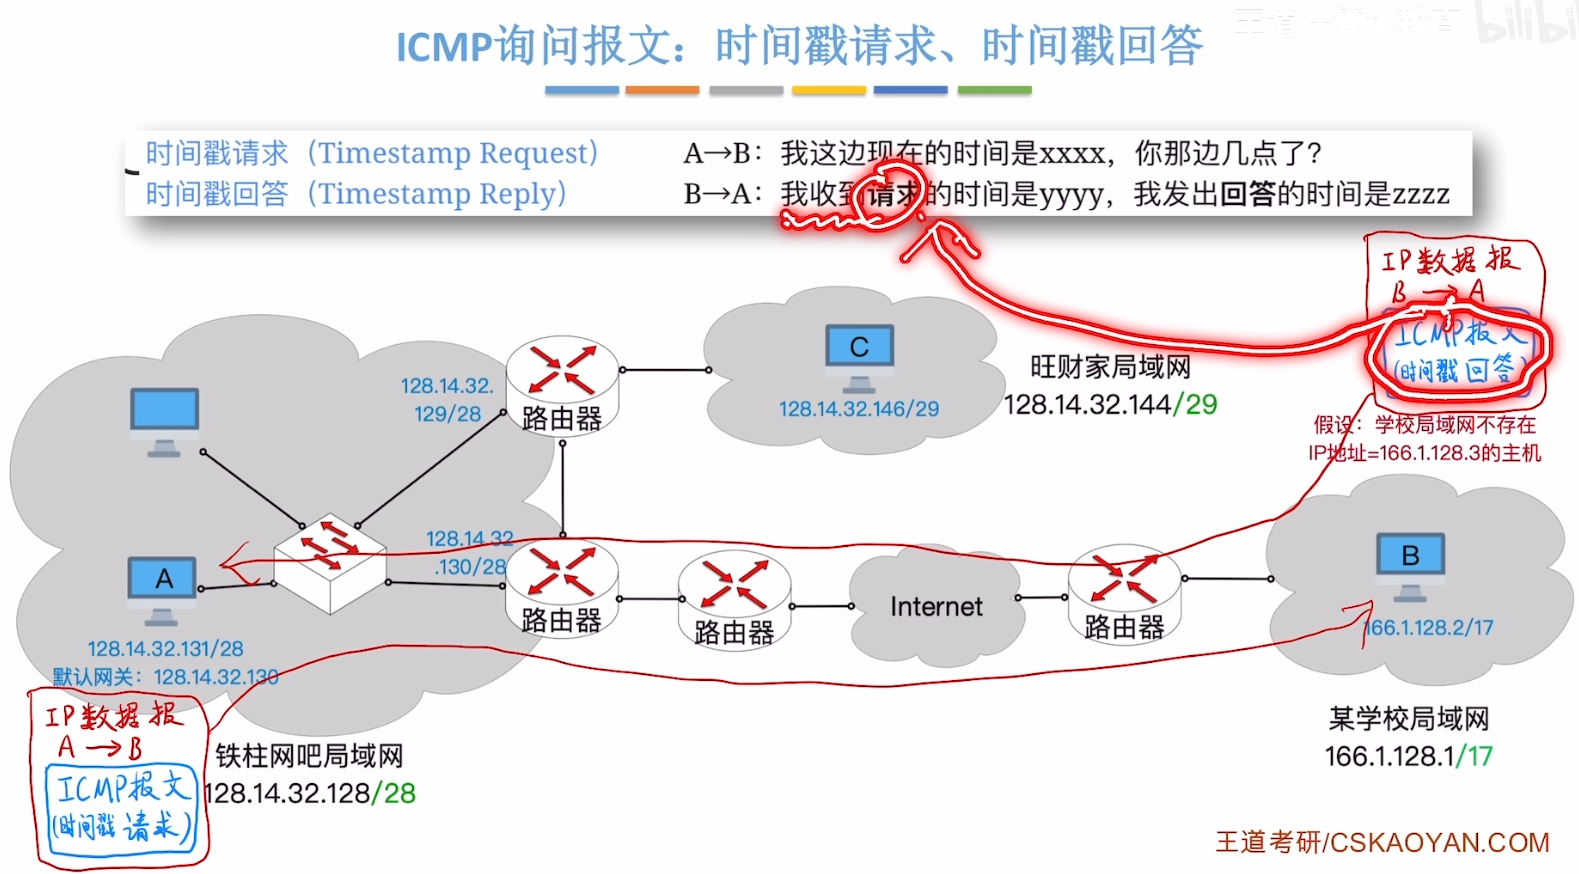 ICMP询问报文：时间戳请求、时间戳回答
bilibili
时间戳请求（Timestamp Request） A→B：我这边现在的时间是xxxx，你那边几点了？
时间戳回答（Timestamp Reply） B→A：我收到请求的时间是yyyy，我发出回答的时间是zzzz
IP数据报
B→A
ICMP报文
(时间戳回答)
假设：学校局域网不存在
IP地址=166.1.128.3的主机
128.14.32.
129/28
路由器
C
128.14.32.146/29
旺财家局域网
128.14.32.144/29
A
128.14.32.131/28
默认网关：128.14.32.130
128.14.32
.130/28
路由器
路由器
Internet
路由器
B
166.1.128.2/17
某学校局域网
166.1.128.1/17
IP数据报
A→B
ICMP报文
(时间戳请求)
铁柱网吧局域网
128.14.32.128/28
王道考研/CSKAOYAN.COM